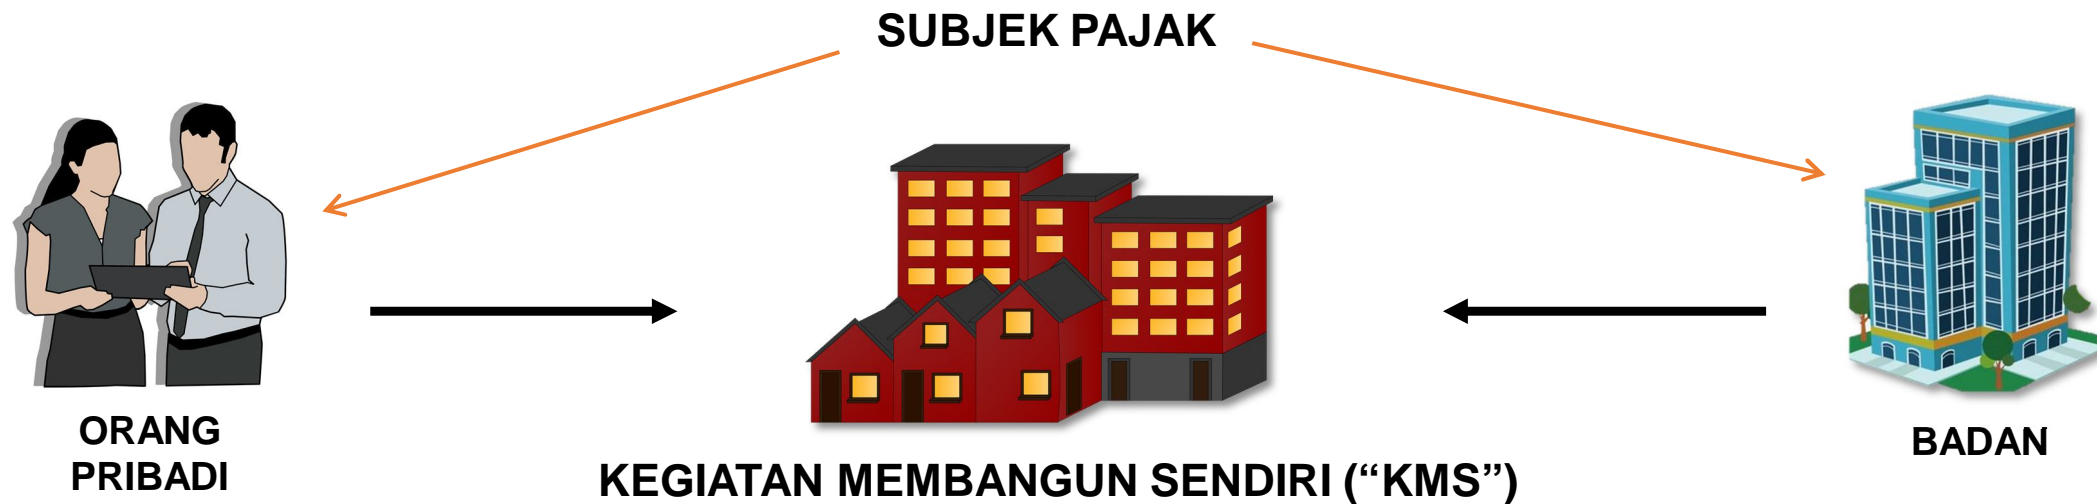 SUBJEK PAJAK
ORANG
PRIBADI
KEGIATAN MEMBANGUN SENDIRI (“KMS”)
BADAN